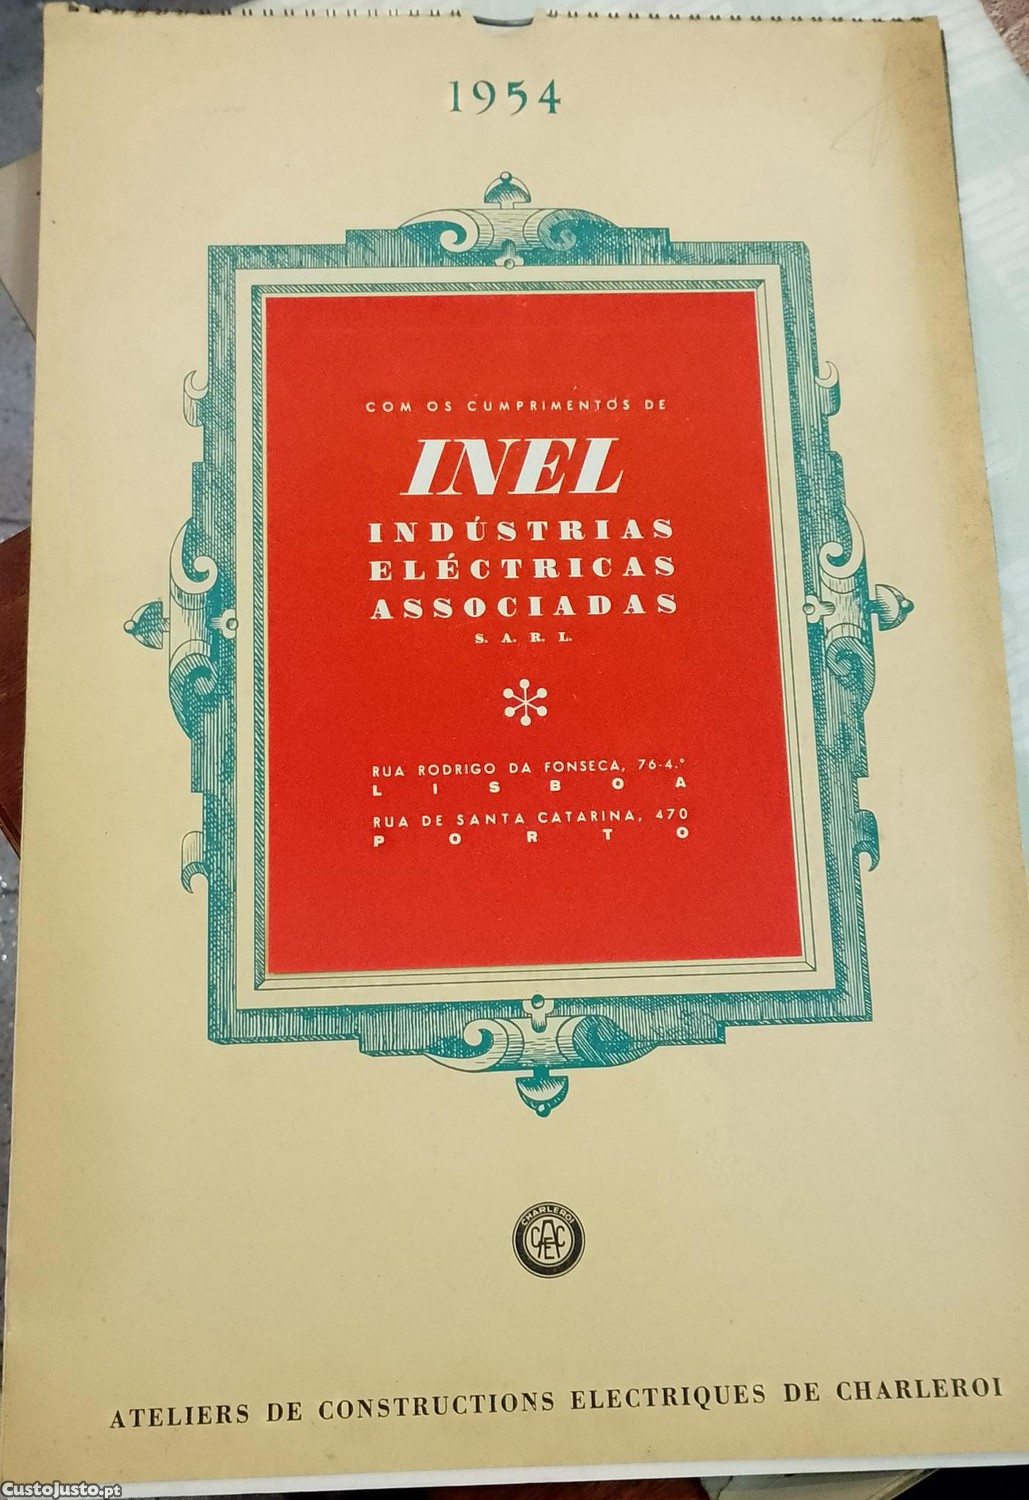 1954
COM OS CUMPRIMENTOS DE
INEL
INDÚSTRIAS
ELÉCTRICAS
ASSOCIADAS
S. A. R. L.
RUA RODRIGO DA FONSECA, 76-4.º
LISBOA
RUA DE SANTA CATARINA, 470
PORTO
CHARLEROI
ACEC
ATELIERS DE CONSTRUCTIONS ELECTRIQUES DE CHARLEROI
CustoJusto.pt